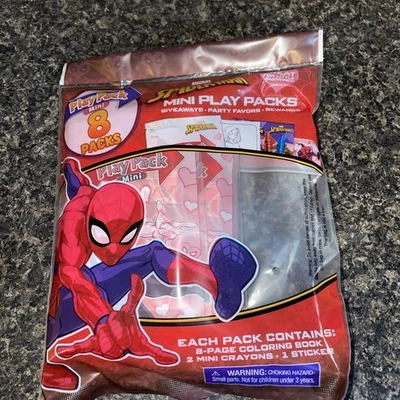 MARVEL
SPIDER-MAN
MINI PLAY PACKS
GIVEAWAYS • PARTY FAVORS • REWARDS
Play Pack
Mini
8
PACKS
Play Pack
Mini
EACH PACK CONTAINS:
8-PAGE COLORING BOOK
2 MINI CRAYONS • 1 STICKER
WARNING: CHOKING HAZARD-
Small parts. Not for children under 3 years.